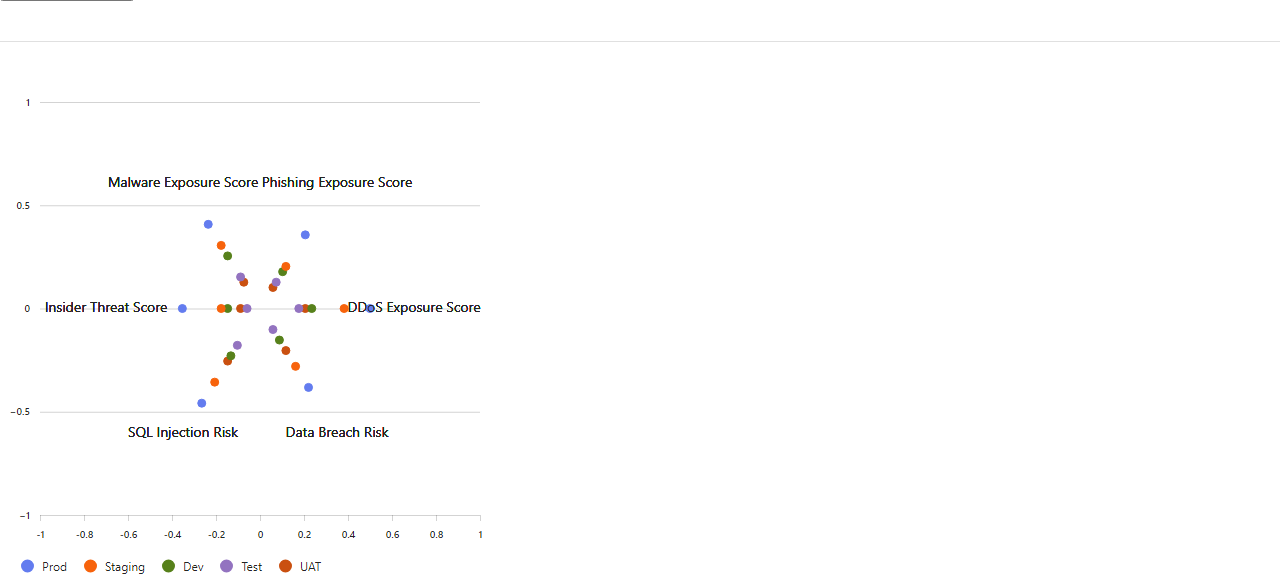 1
Malware Exposure Score Phishing Exposure Score
0.5
0
Insider Threat Score
DDoS Exposure Score
−0.5
SQL Injection Risk
Data Breach Risk
−1
-1 -0.8 -0.6 -0.4 -0.2 0 0.2 0.4 0.6 0.8 1
Prod Staging Dev Test UAT